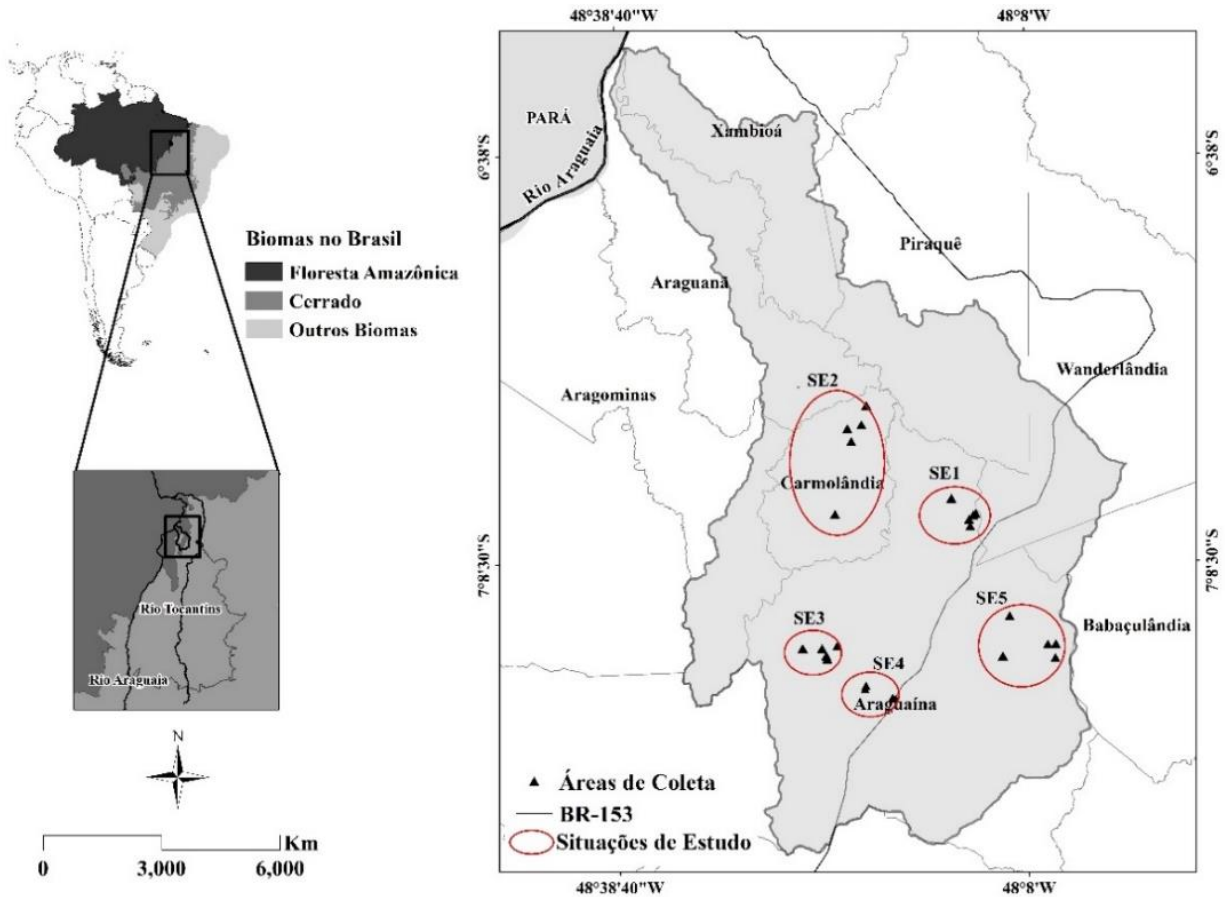 Biomas no Brasil
Floresta Amazônica
Cerrado
Outros Biomas
Rio Tocantins
Rio Araguaia
N
Km
0 3,000 6,000
48°38'40"W 48°8'W
6°38'S 6°38'S
7°8'30"S 7°8'30"S
PARÁ
Rio Araguaia
Xambioá
Piraquê
Araguanã
Wanderlândia
Aragominas
SE2
Carmolândia
SE1
SE5
Babaçulândia
SE3
SE4
Araguaína
Áreas de Coleta
BR-153
Situações de Estudo
48°38'40"W 48°8'W